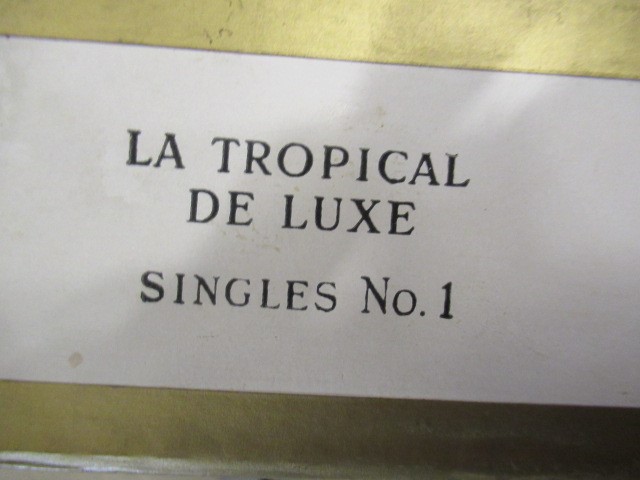 LA TROPICAL
DE LUXE
SINGLES No. 1